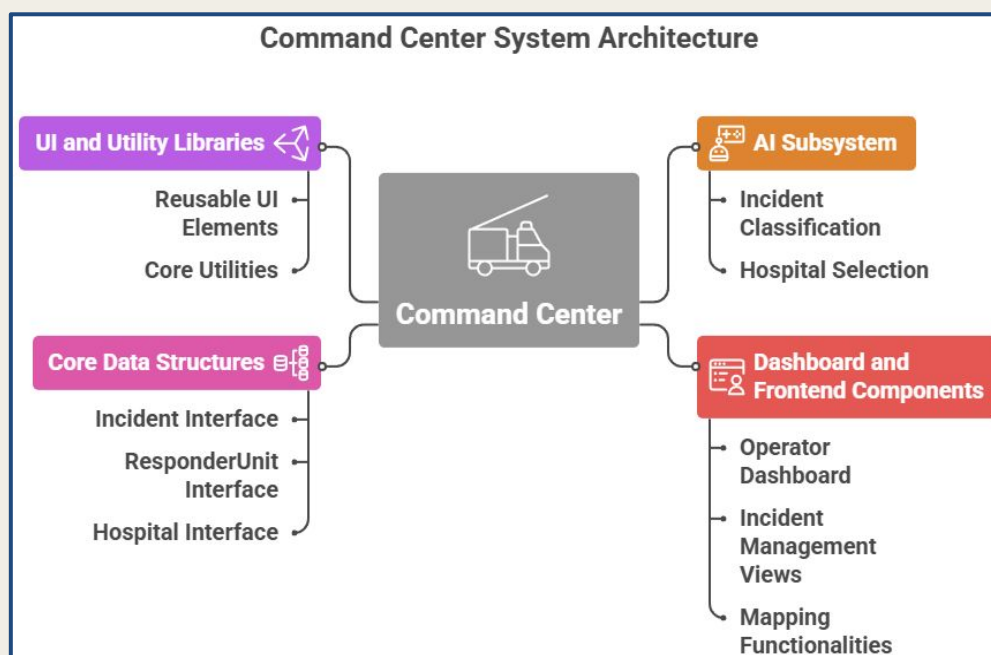 Command Center System Architecture
UI and Utility Libraries
Reusable UI
Elements
Core Utilities
Core Data Structures
Incident Interface
ResponderUnit
Interface
Hospital Interface
Command Center
AI Subsystem
Incident
Classification
Hospital Selection
Dashboard and
Frontend Components
Operator
Dashboard
Incident
Management
Views
Mapping
Functionalities